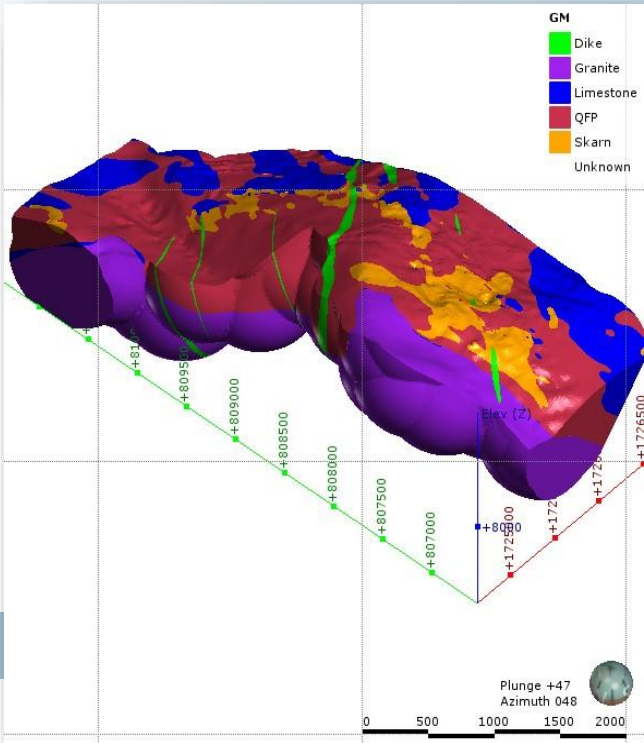 GM
Dike
Granite
Limestone
QFP
Skarn
Unknown
+809500
+809000
+808500
+808000
+807500
+807000
Elev (Z)
+8000
+1726500
Plunge +47
Azimuth 048
0 500 1000 1500 2000